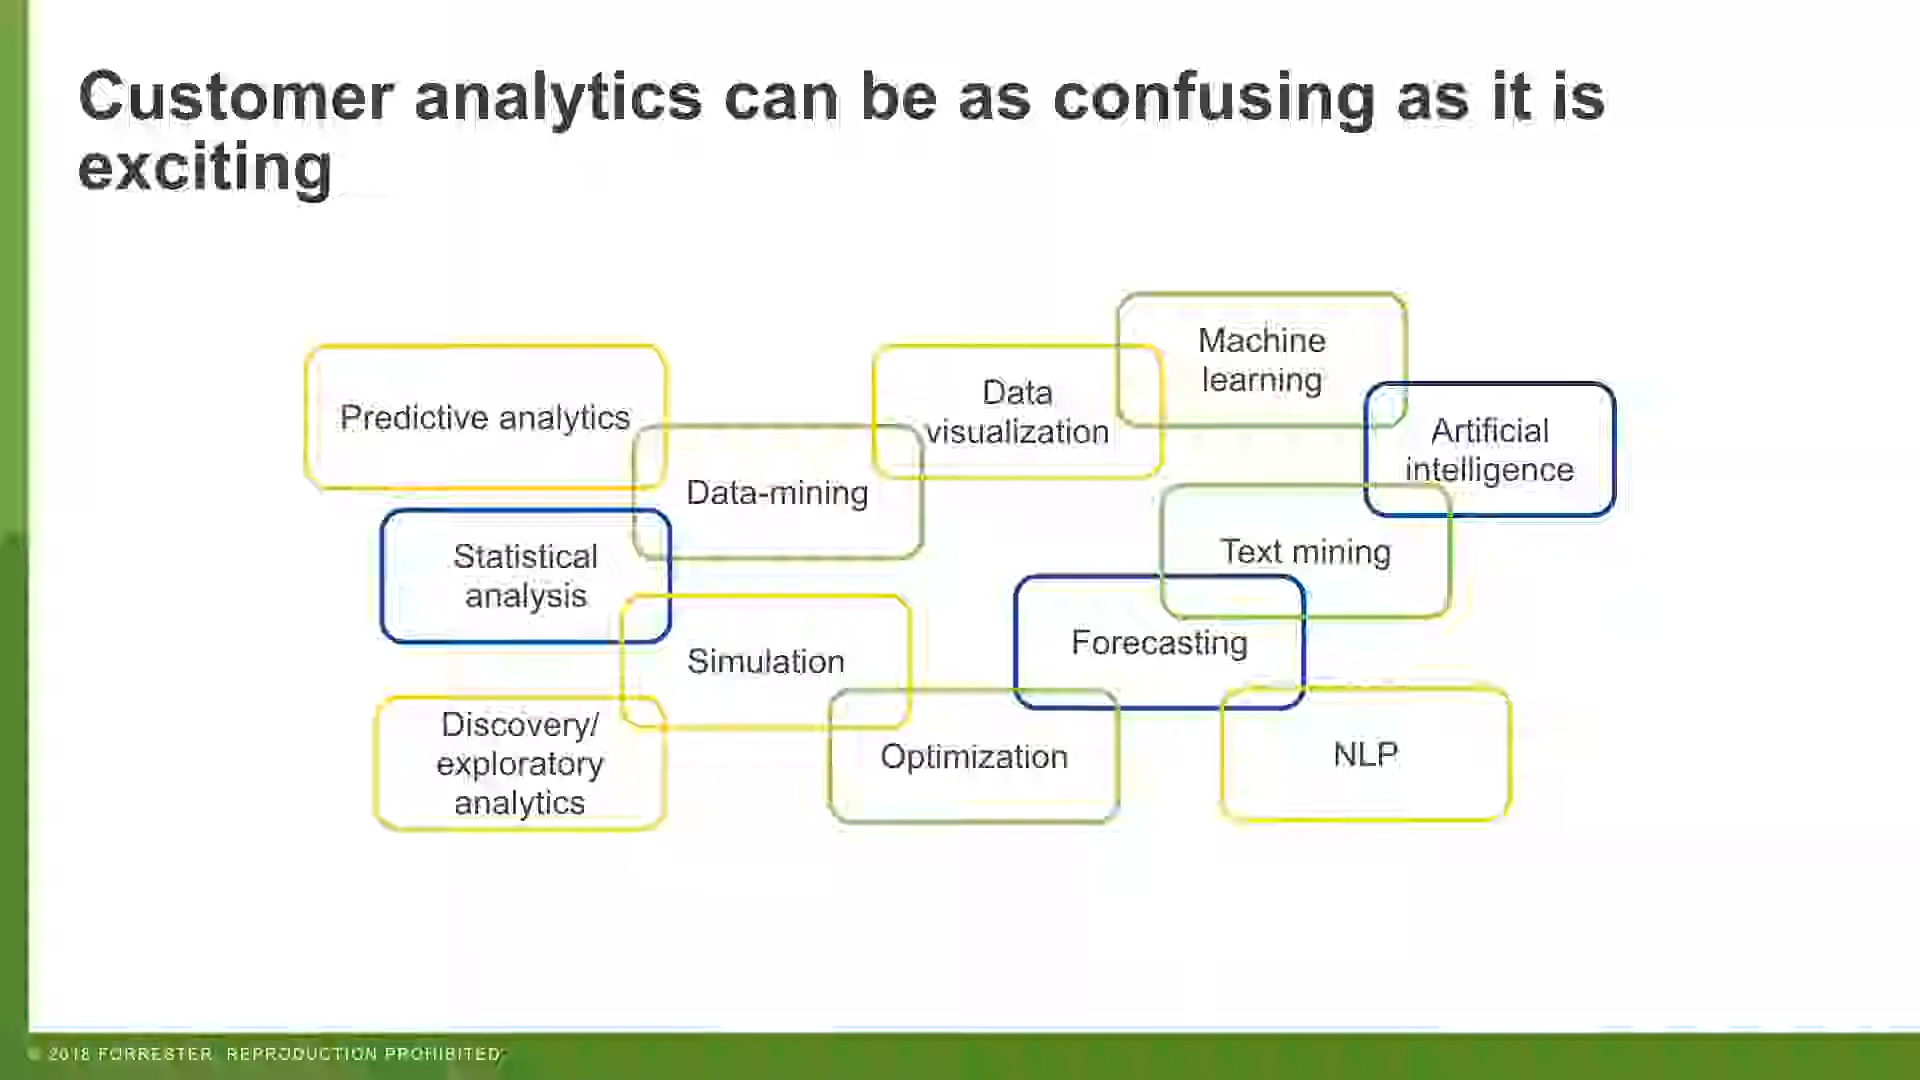 Customer analytics can be as confusing as it is
exciting
Machine
learning
Predictive analytics
Data
visualization
Artificial
intelligence
Data-mining
Statistical
analysis
Text mining
Simulation
Forecasting
Discovery/
exploratory
analytics
Optimization
NLP
© 2018 FORRESTER. REPRODUCTION PROHIBITED.